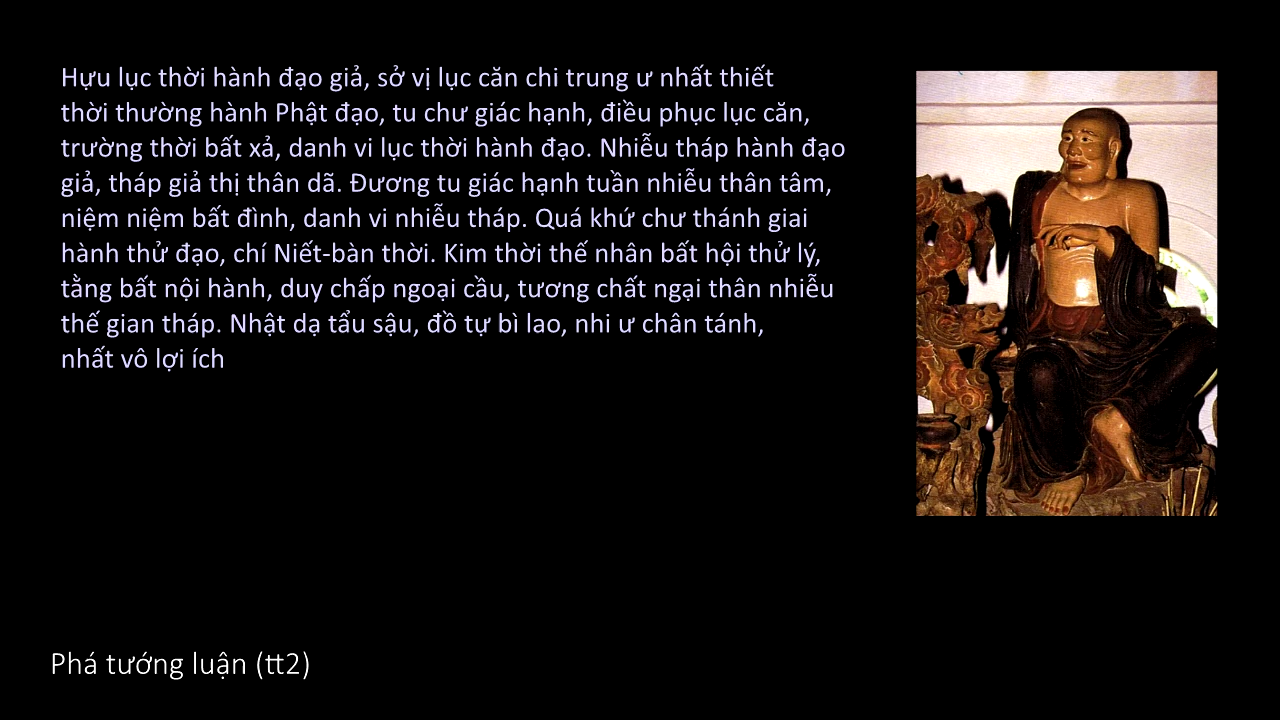 Hựu lục thời hành đạo giả, sở vị lục căn chi trung ư nhất thiết
thời thường hành Phật đạo, tu chư giác hạnh, điều phục lục căn,
trường thời bất xả, danh vi lục thời hành đạo. Nhiễu tháp hành đạo
giả, tháp giả thị thân dã. Đương tu giác hạnh tuần nhiễu thân tâm,
niệm niệm bất đình, danh vi nhiễu tháp. Quá khứ chư thánh giai
hành thử đạo, chí Niết-bàn thời. Kim thời thế nhân bất hội thử lý,
tằng bất nội hành, duy chấp ngoại cầu, tương chất ngại thân nhiễu
thế gian tháp. Nhật dạ tẩu sậu, đồ tự bì lao, nhi ư chân tánh,
nhất vô lợi ích
Phá tướng luận (tt2)